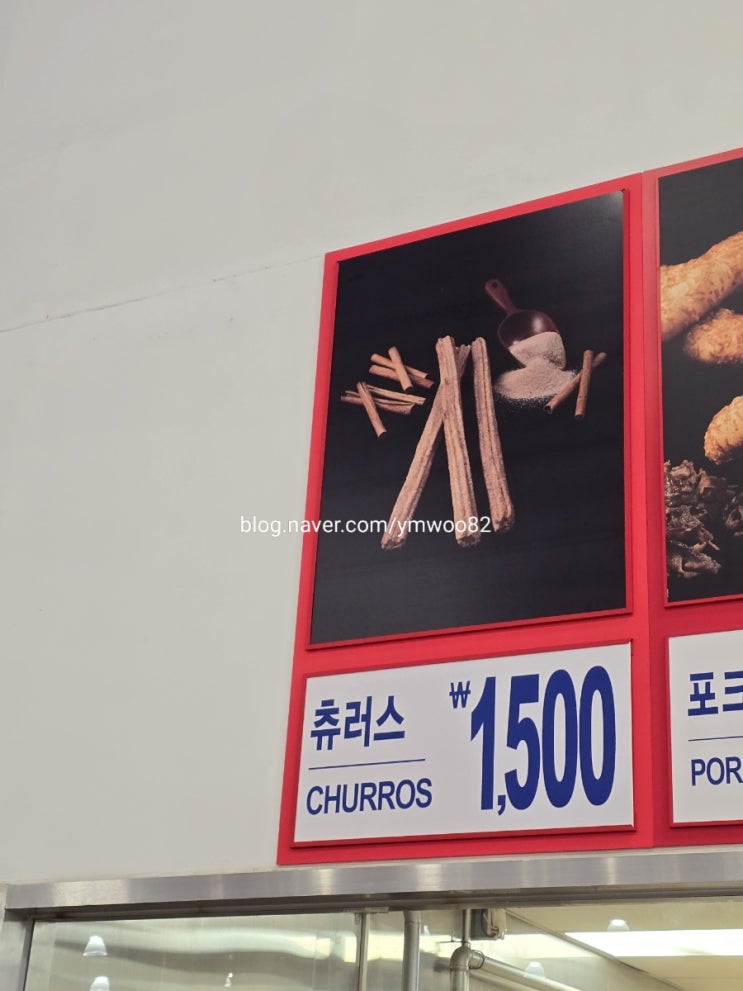 blog.naver.com/ymwoo82
츄러스
CHURROS
₩1,500
포크
POR